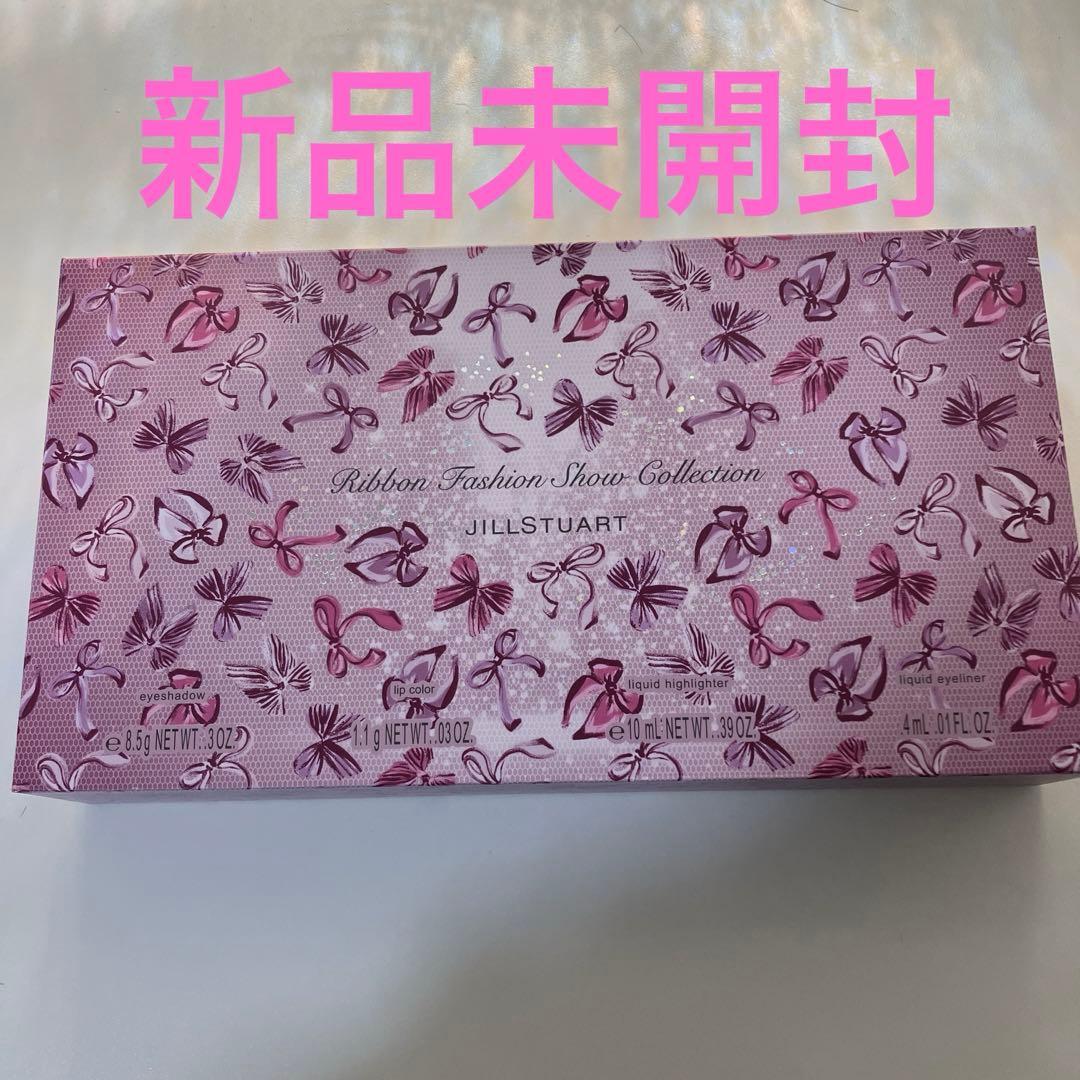 新品未開封
Ribbon Fashion Show Collection
JILLSTUART
eyeshadow
℮ 8.5g NET WT. .3 OZ.
lip color
1.1 g NET WT. .03 OZ.
liquid highlighter
℮ 10 mL NET WT. .39 OZ.
liquid eyeliner
.4 mL .01 FL. OZ.